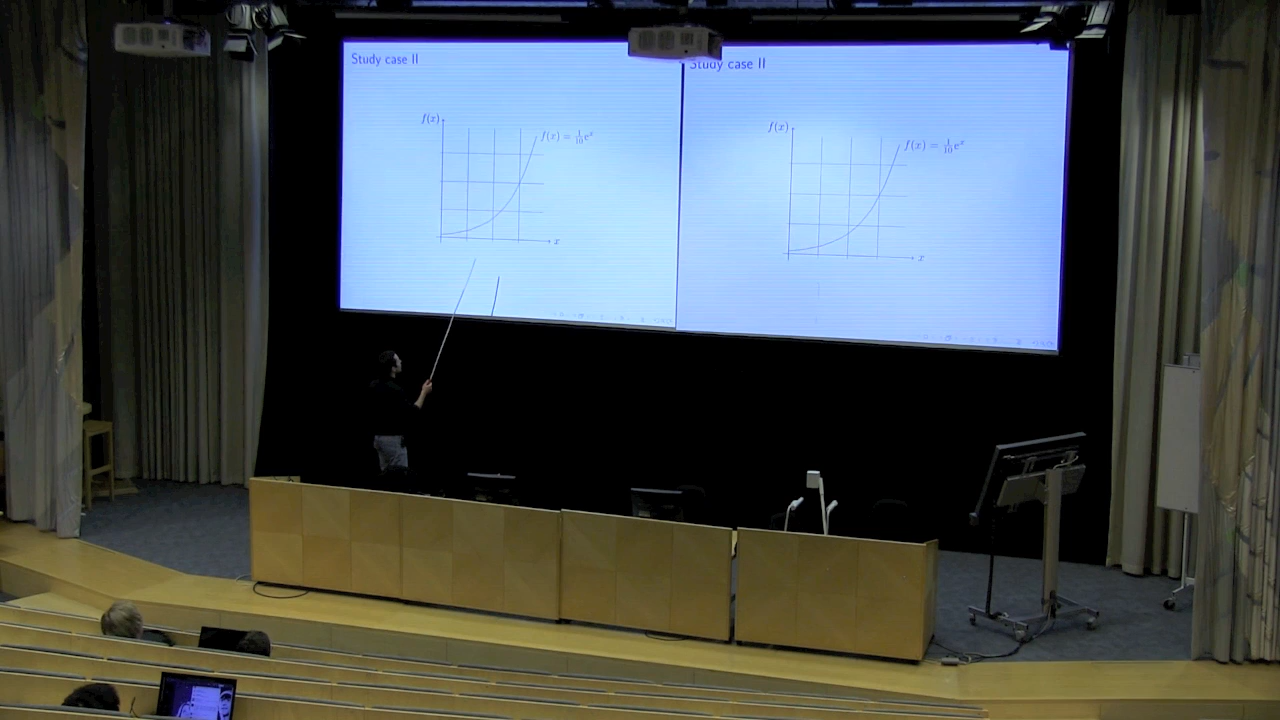 Study case II
f(x)
f(x) = 1/10 e^x
x
Study case II
f(x)
f(x) = 1/10 e^x
x